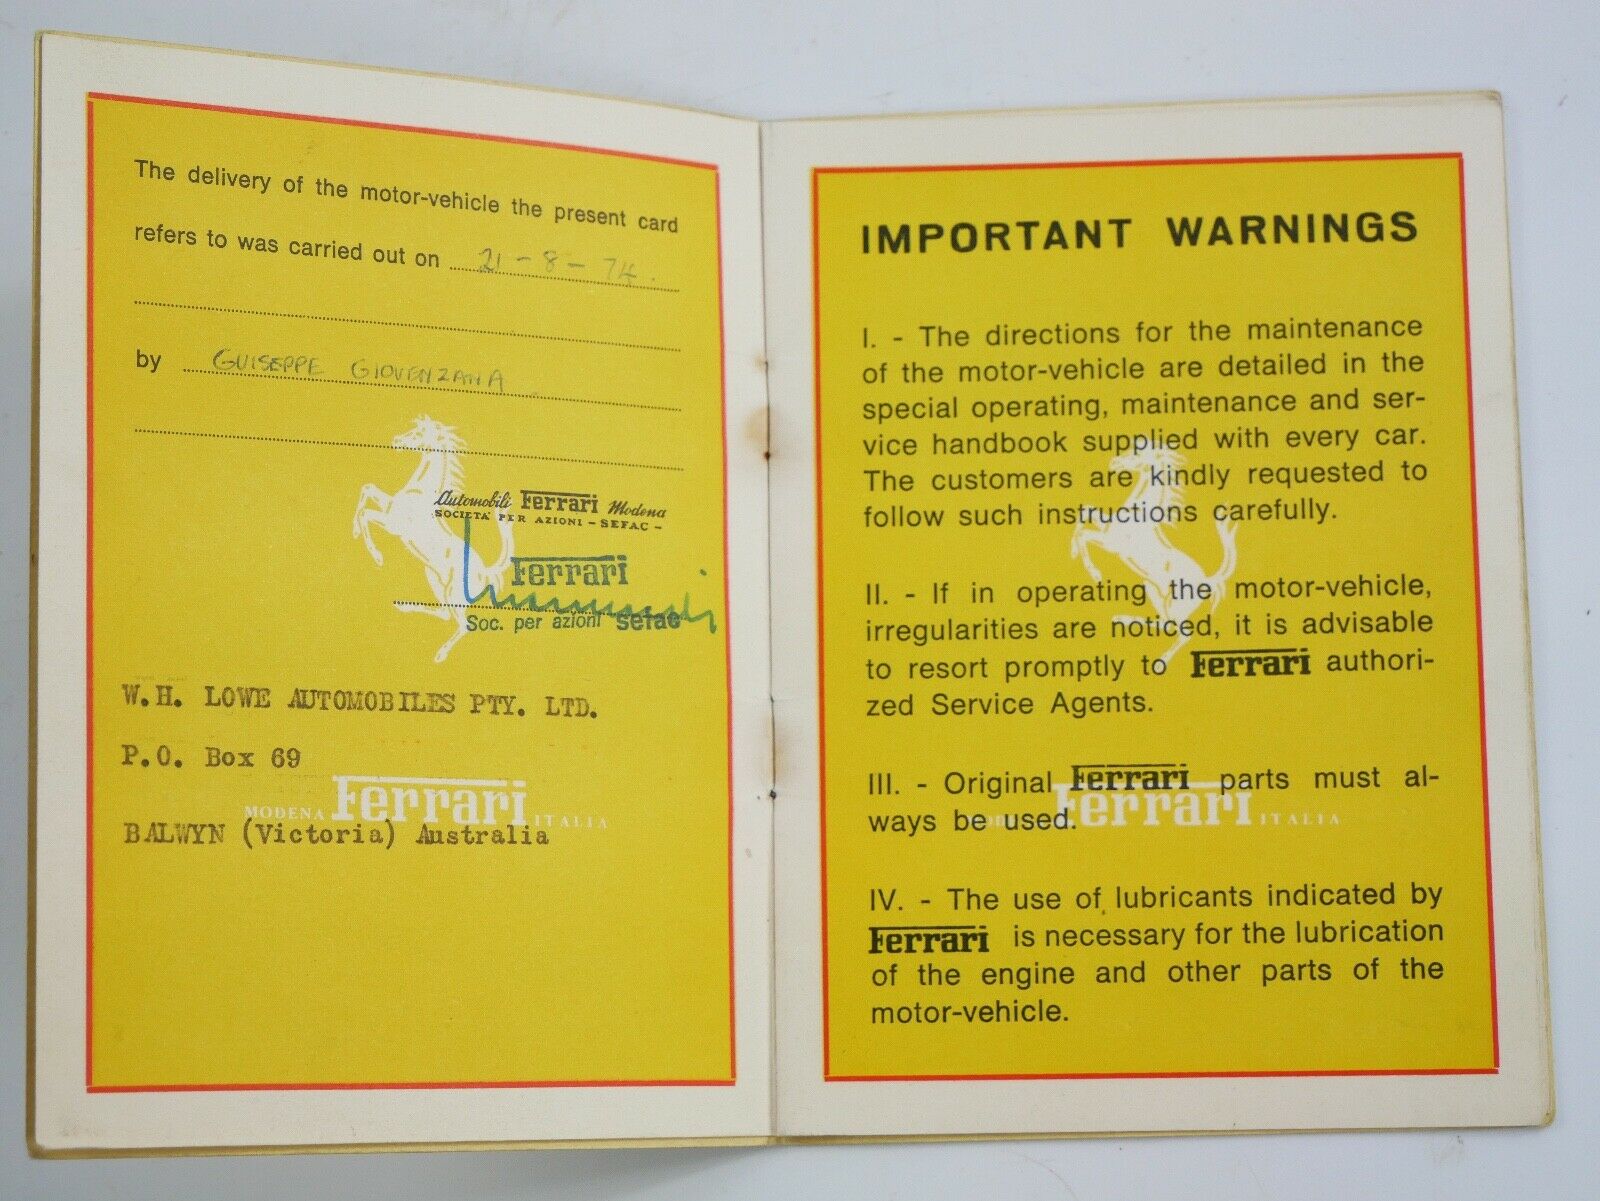 The delivery of the motor-vehicle the present card
refers to was carried out on 21-8-74.
by GUISEPPE GIOVENZANA
Automobili Ferrari Modena
SOCIETA' PER AZIONI - SEFAC -
Ferrari
Soc. per azioni sefac
W.H. LOWE AUTOMOBILES PTY. LTD.
P.O. Box 69
MODENA Ferrari ITALIA
BALWYN (Victoria) Australia
IMPORTANT WARNINGS
I. - The directions for the maintenance
of the motor-vehicle are detailed in the
special operating, maintenance and ser-
vice handbook supplied with every car.
The customers are kindly requested to
follow such instructions carefully.
II. - If in operating the motor-vehicle,
irregularities are noticed, it is advisable
to resort promptly to Ferrari authori-
zed Service Agents.
III. - Original Ferrari parts must al-
ways be used.
Ferrari ITALIA
IV. - The use of lubricants indicated by
Ferrari is necessary for the lubrication
of the engine and other parts of the
motor-vehicle.